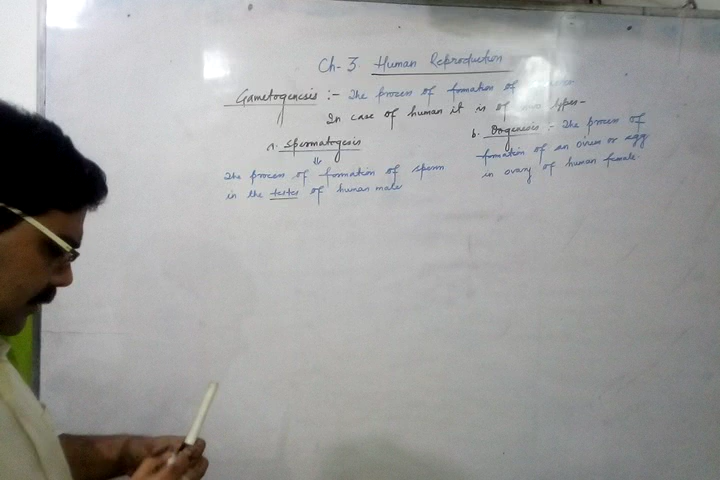 Ch- 3 Human Reproduction
Gametogenesis :- The process of formation of
In case of human it is of two types-
a. Spermatogesis
⇓
The process of formation of sperm
in the testes of human male
b. Oogenesis :- The process of
formation of an ovum or egg
in ovary of human female.